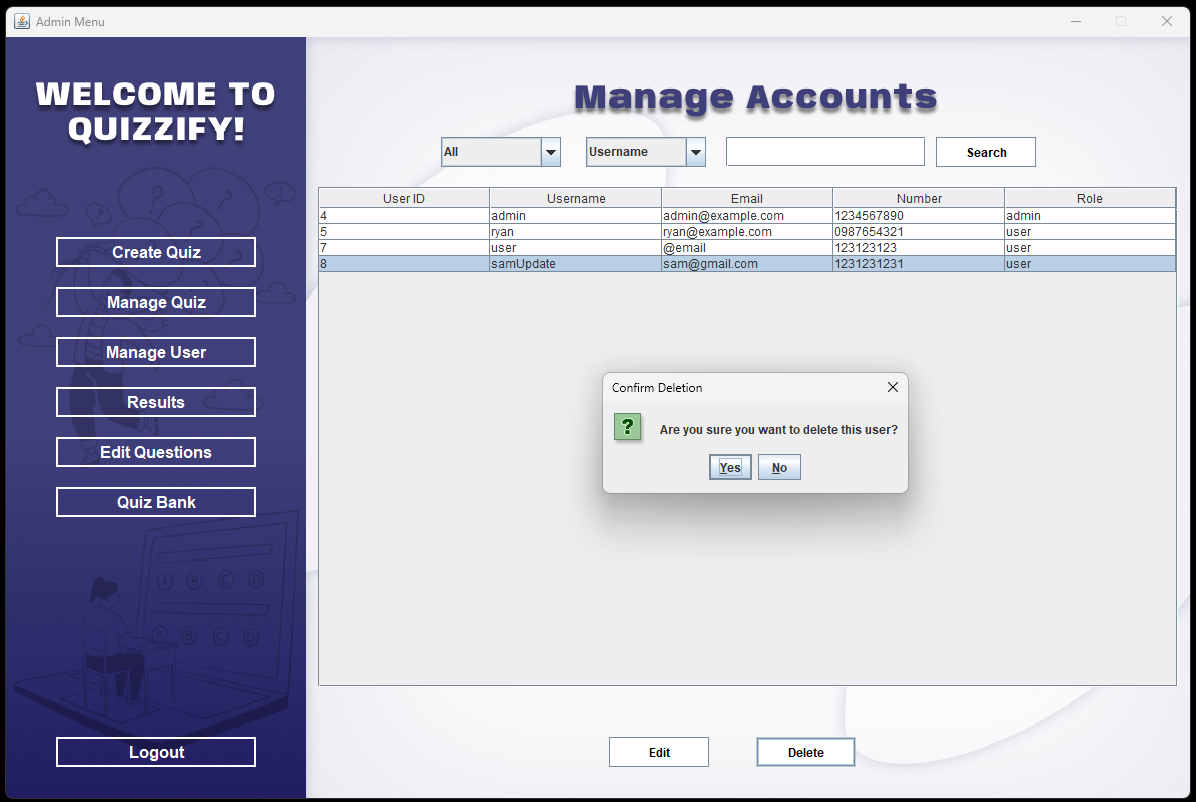 Admin Menu
WELCOME TO
QUIZZIFY!
Create Quiz
Manage Quiz
Manage User
Results
Edit Questions
Quiz Bank
Logout
Manage Accounts
All Username Search
User ID Username Email Number Role
4 admin admin@example.com 1234567890 admin
5 ryan ryan@example.com 0987654321 user
7 user @email 123123123 user
8 samUpdate sam@gmail.com 1231231231 user
Confirm Deletion
? Are you sure you want to delete this user?
Yes No
Edit Delete
A B C D
A B C D